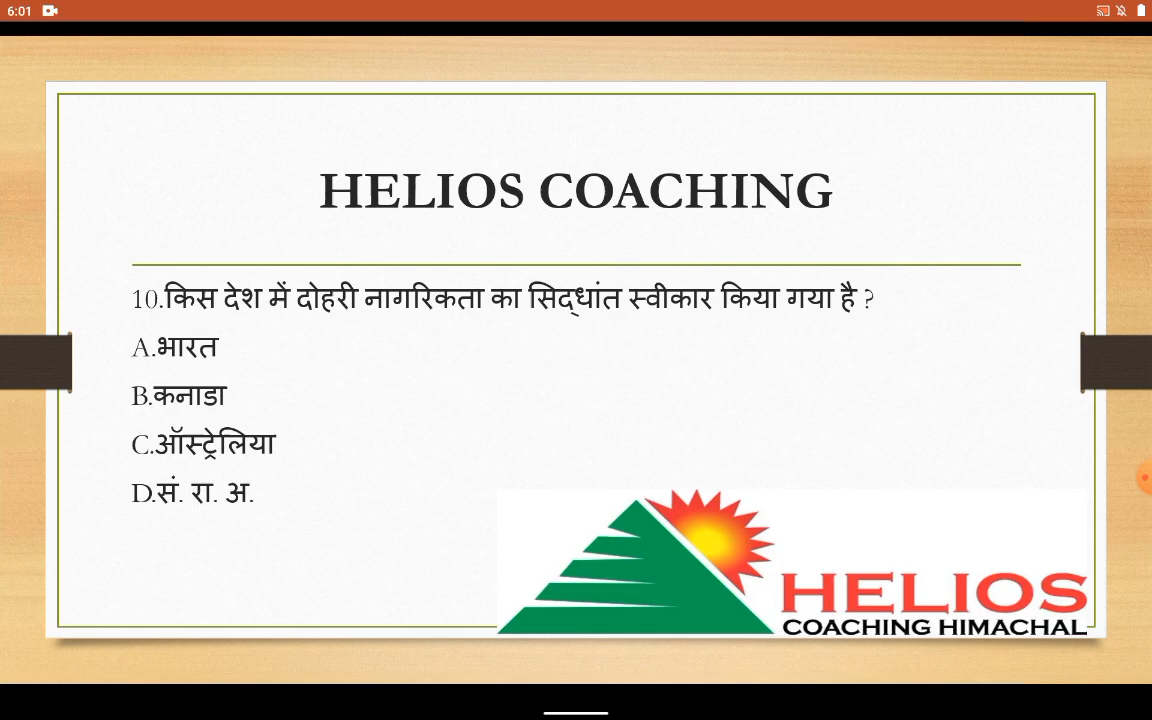 6:01
HELIOS COACHING
10.किस देश में दोहरी नागरिकता का सिद्धांत स्वीकार किया गया है ?
A.भारत
B.कनाडा
C.ऑस्ट्रेलिया
D.सं. रा. अ.
HELIOS
COACHING HIMACHAL